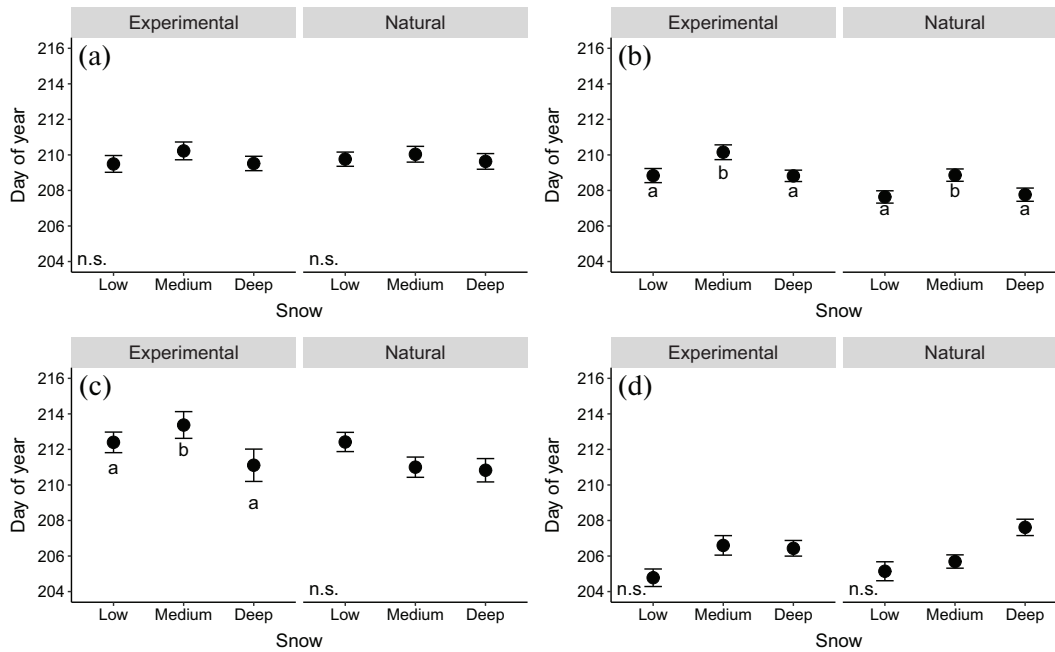 Experimental Natural
(a)
216
214
212
210
208
206
204
Day of year
n.s. n.s.
Low Medium Deep Low Medium Deep
Snow
Experimental Natural
(b)
216
214
212
210
208
206
204
Day of year
a b a a b a
Low Medium Deep Low Medium Deep
Snow
Experimental Natural
(c)
216
214
212
210
208
206
204
Day of year
a b a
n.s.
Low Medium Deep Low Medium Deep
Snow
Experimental Natural
(d)
216
214
212
210
208
206
204
Day of year
n.s. n.s.
Low Medium Deep Low Medium Deep
Snow